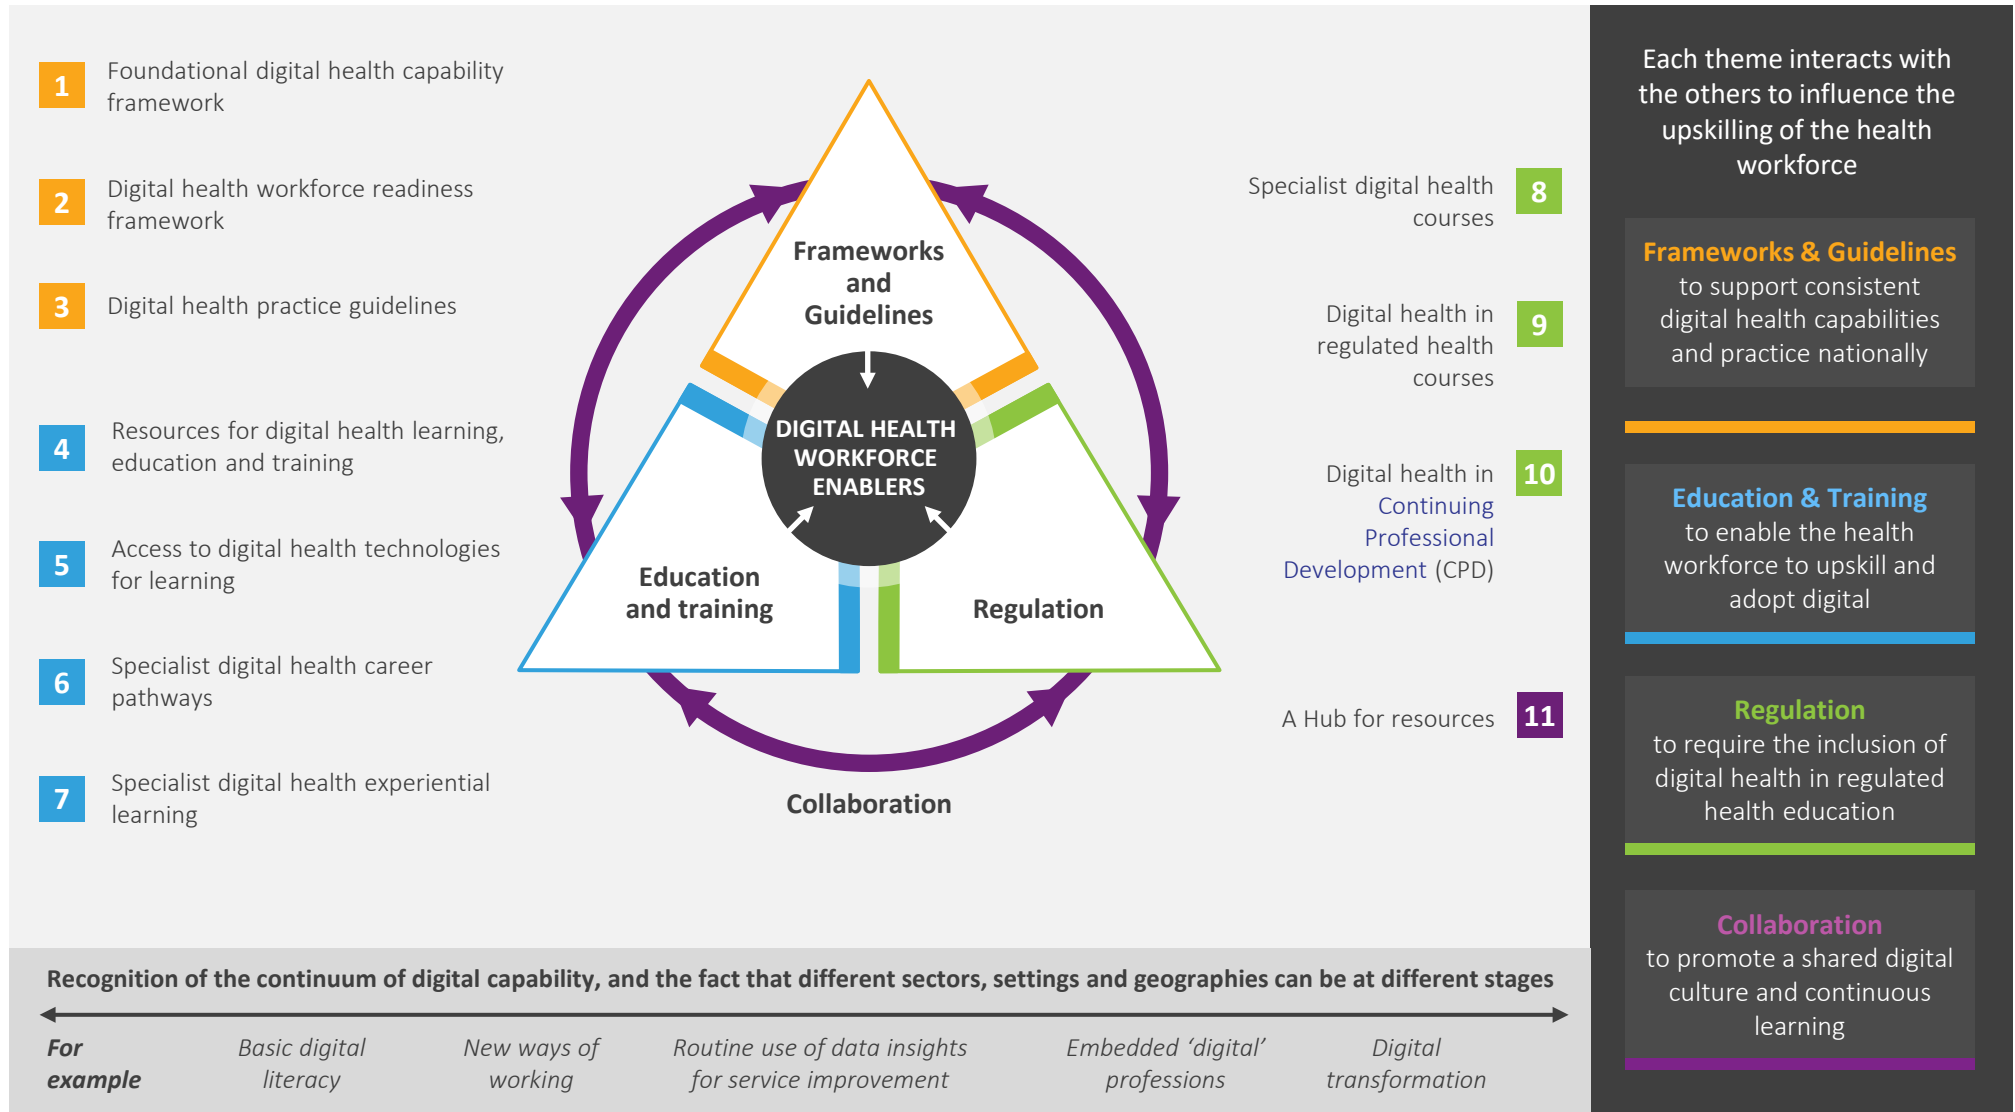 1
Foundational digital health capability
framework
2
Digital health workforce readiness
framework
3
Digital health practice guidelines
4
Resources for digital health learning,
education and training
5
Access to digital health technologies
for learning
6
Specialist digital health career
pathways
7
Specialist digital health experiential
learning
Frameworks
and
Guidelines
DIGITAL HEALTH
WORKFORCE
ENABLERS
Education
and training
Regulation
Collaboration
Specialist digital health
courses
8
Digital health in
regulated health
courses
9
Digital health in
Continuing
Professional
Development (CPD)
10
A Hub for resources
11
Recognition of the continuum of digital capability, and the fact that different sectors, settings and geographies can be at different stages
For
example
Basic digital
literacy
New ways of
working
Routine use of data insights
for service improvement
Embedded ‘digital’
professions
Digital
transformation
Each theme interacts with
the others to influence the
upskilling of the health
workforce
Frameworks & Guidelines
to support consistent
digital health capabilities
and practice nationally
Education & Training
to enable the health
workforce to upskill and
adopt digital
Regulation
to require the inclusion of
digital health in regulated
health education
Collaboration
to promote a shared digital
culture and continuous
learning